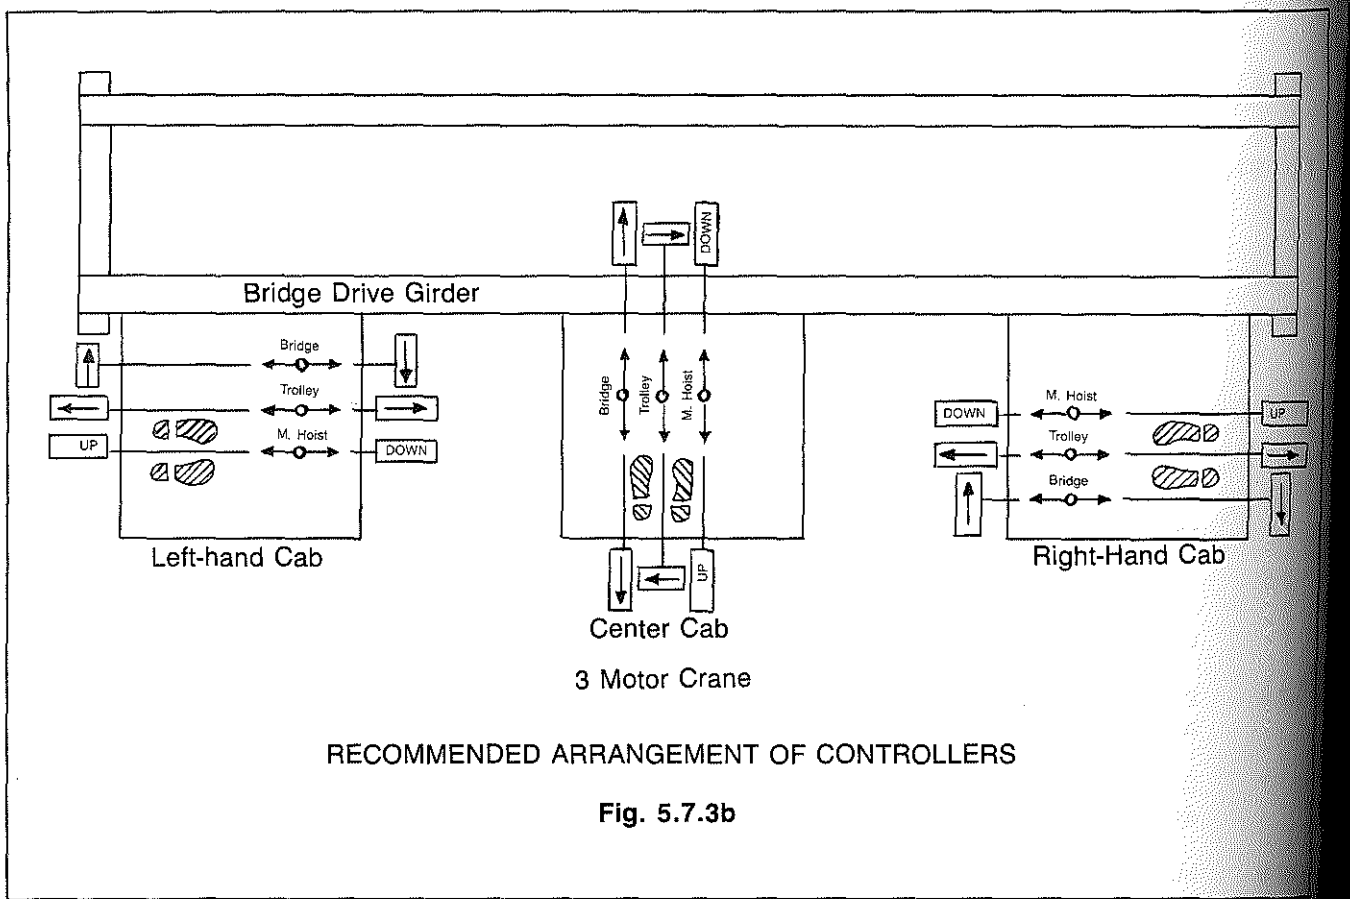 DOWN
Bridge Drive Girder
Bridge
Trolley
UP
M. Hoist
DOWN
Left-hand Cab
Bridge
Trolley
M. Hoist
UP
Center Cab
M. Hoist
DOWN
UP
Trolley
Bridge
Right-Hand Cab
3 Motor Crane
RECOMMENDED ARRANGEMENT OF CONTROLLERS
Fig. 5.7.3b